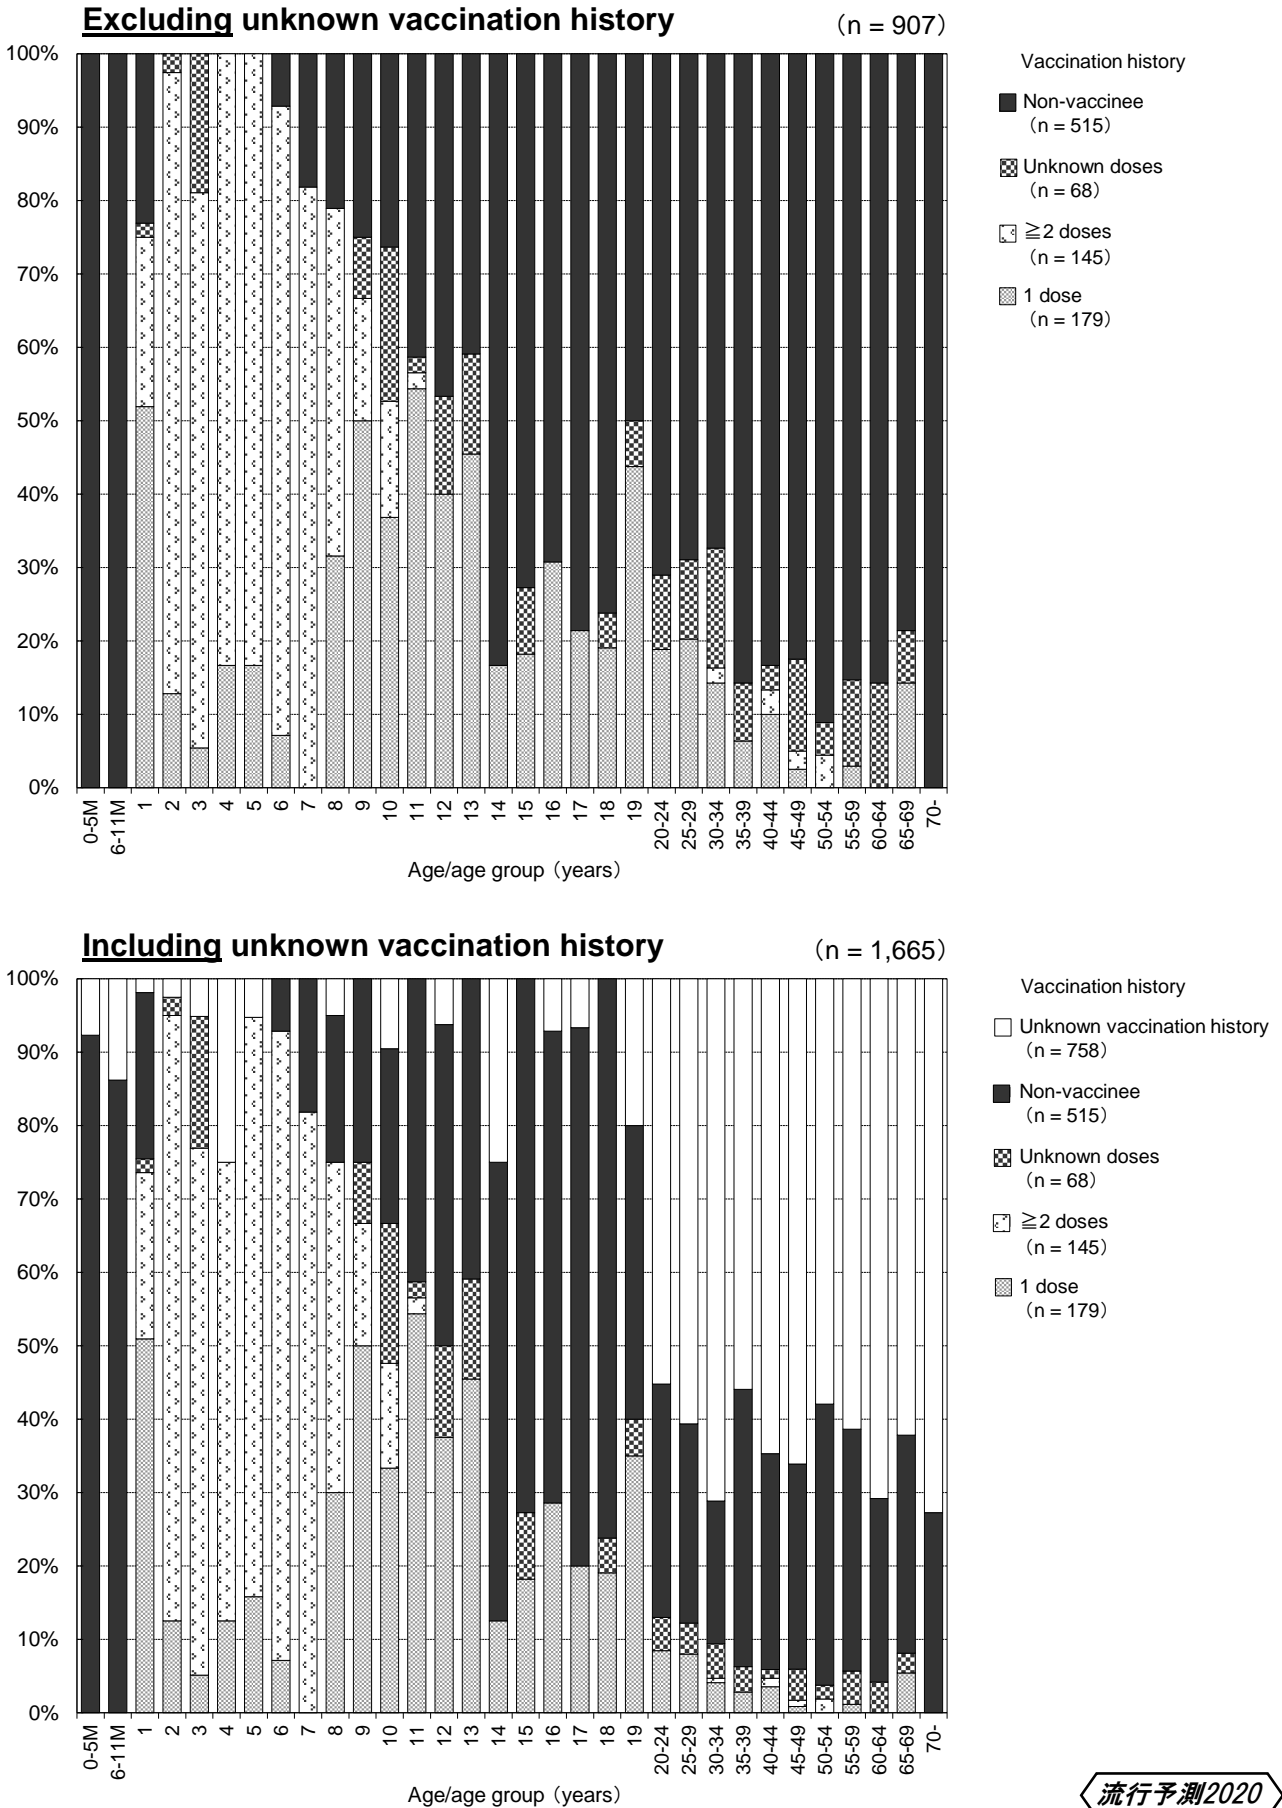 Excluding unknown vaccination history
(n = 907)
100%
90%
80%
70%
60%
50%
40%
30%
20%
10%
0%
0-5M
6-11M
1
2
3
4
5
6
7
8
9
10
11
12
13
14
15
16
17
18
19
20-24
25-29
30-34
35-39
40-44
45-49
50-54
55-59
60-64
65-69
70-
Age/age group (years)
Vaccination history
Non-vaccinee
(n = 515)
Unknown doses
(n = 68)
≧2 doses
(n = 145)
1 dose
(n = 179)
Including unknown vaccination history
(n = 1,665)
100%
90%
80%
70%
60%
50%
40%
30%
20%
10%
0%
0-5M
6-11M
1
2
3
4
5
6
7
8
9
10
11
12
13
14
15
16
17
18
19
20-24
25-29
30-34
35-39
40-44
45-49
50-54
55-59
60-64
65-69
70-
Age/age group (years)
Vaccination history
Unknown vaccination history
(n = 758)
Non-vaccinee
(n = 515)
Unknown doses
(n = 68)
≧2 doses
(n = 145)
1 dose
(n = 179)
流行予測2020